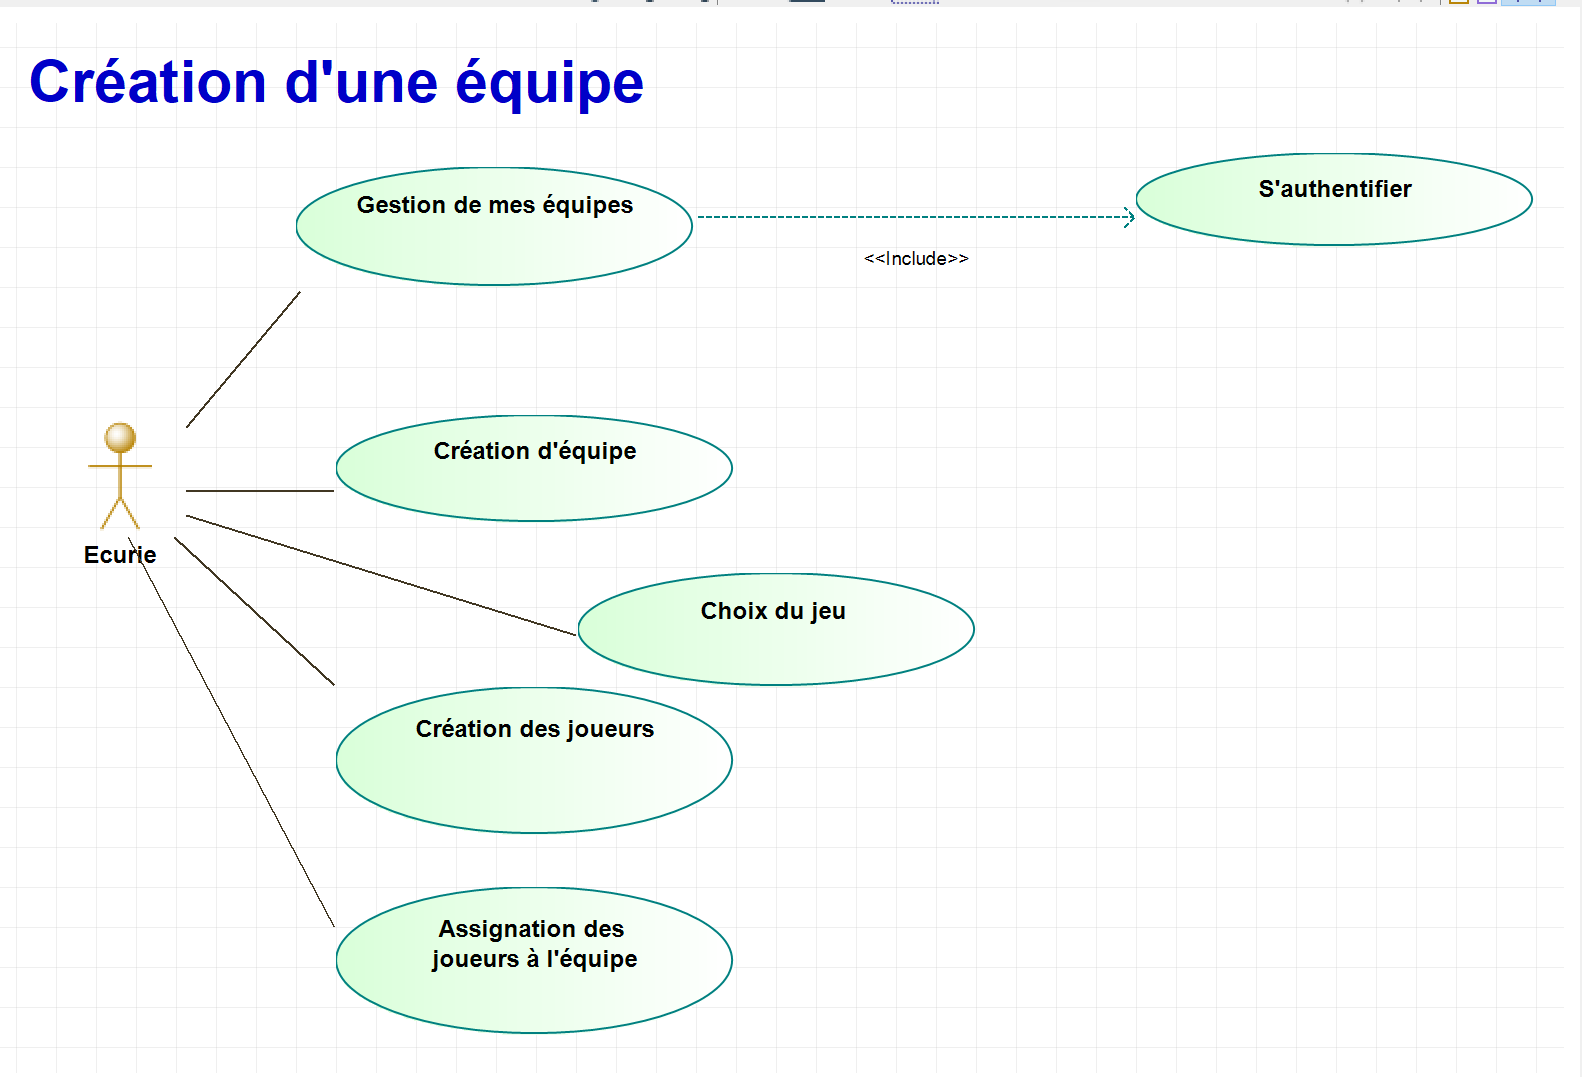 Création d'une équipe
Gestion de mes équipes
S'authentifier
<<Include>>
Création d'équipe
Ecurie
Choix du jeu
Création des joueurs
Assignation des
joueurs à l'équipe